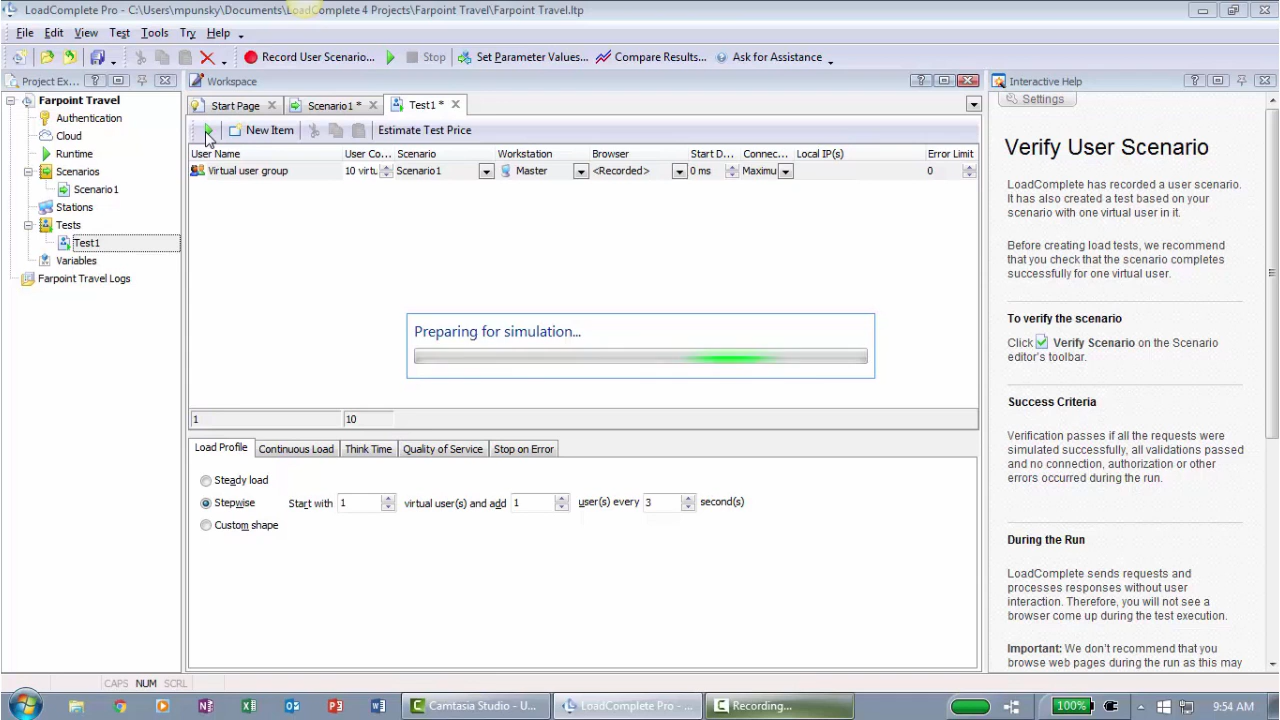 LoadComplete Pro - C:\Users\mpunsky\Documents\LoadComplete 4 Projects\Farpoint Travel\Farpoint Travel.ltp
File Edit View Test Tools Try Help
Record User Scenario... Stop Set Parameter Values... Compare Results... Ask for Assistance
Project Ex...
Farpoint Travel
Authentication
Cloud
Runtime
Scenarios
Scenario1
Stations
Tests
Test1
Variables
Farpoint Travel Logs
Workspace
Start Page Scenario1 * Test1 *
New Item Estimate Test Price
User Name User Co... Scenario Workstation Browser Start D... Connec... Local IP(s) Error Limit
Virtual user group 10 virtu Scenario1 Master <Recorded> 0 ms Maximu 0
Preparing for simulation...
1 10
Load Profile Continuous Load Think Time Quality of Service Stop on Error
Steady load
Stepwise Start with 1 virtual user(s) and add 1 user(s) every 3 second(s)
Custom shape
Interactive Help
Settings
Verify User Scenario
LoadComplete has recorded a user scenario.
It has also created a test based on your
scenario with one virtual user in it.
Before creating load tests, we recommend
that you check that the scenario completes
successfully for one virtual user.
To verify the scenario
Click Verify Scenario on the Scenario
editor's toolbar.
Success Criteria
Verification passes if all the requests were
simulated successfully, all validations passed
and no connection, authorization or other
errors occurred during the run.
During the Run
LoadComplete sends requests and
processes responses without user
interaction. Therefore, you will not see a
browser come up during the test execution.
Important: We don't recommend that you
browse web pages during the run as this may
CAPS NUM SCRL
Camtasia Studio - U... LoadComplete Pro - ... Recording... 100% 9:54 AM